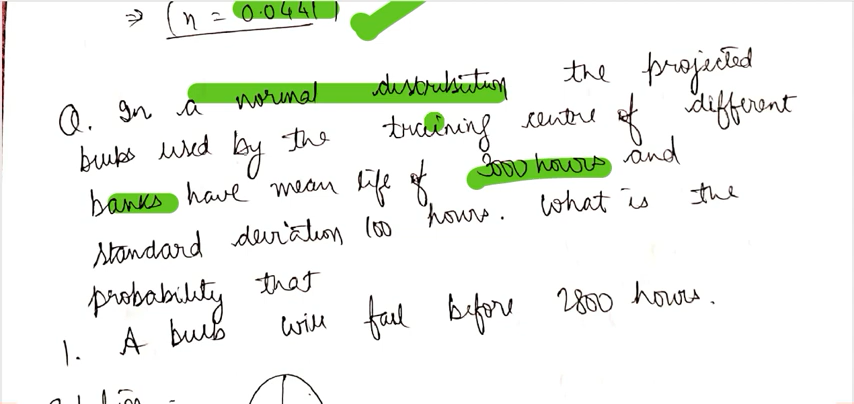 ⇒ (n = 0.0441)
Q. In a normal distribution the projected
bulbs used by the training centre of different
banks have mean life of 3000 hours and
standard deviation 100 hours. What is the
probability that
1. A bulb will fail before 2800 hours.